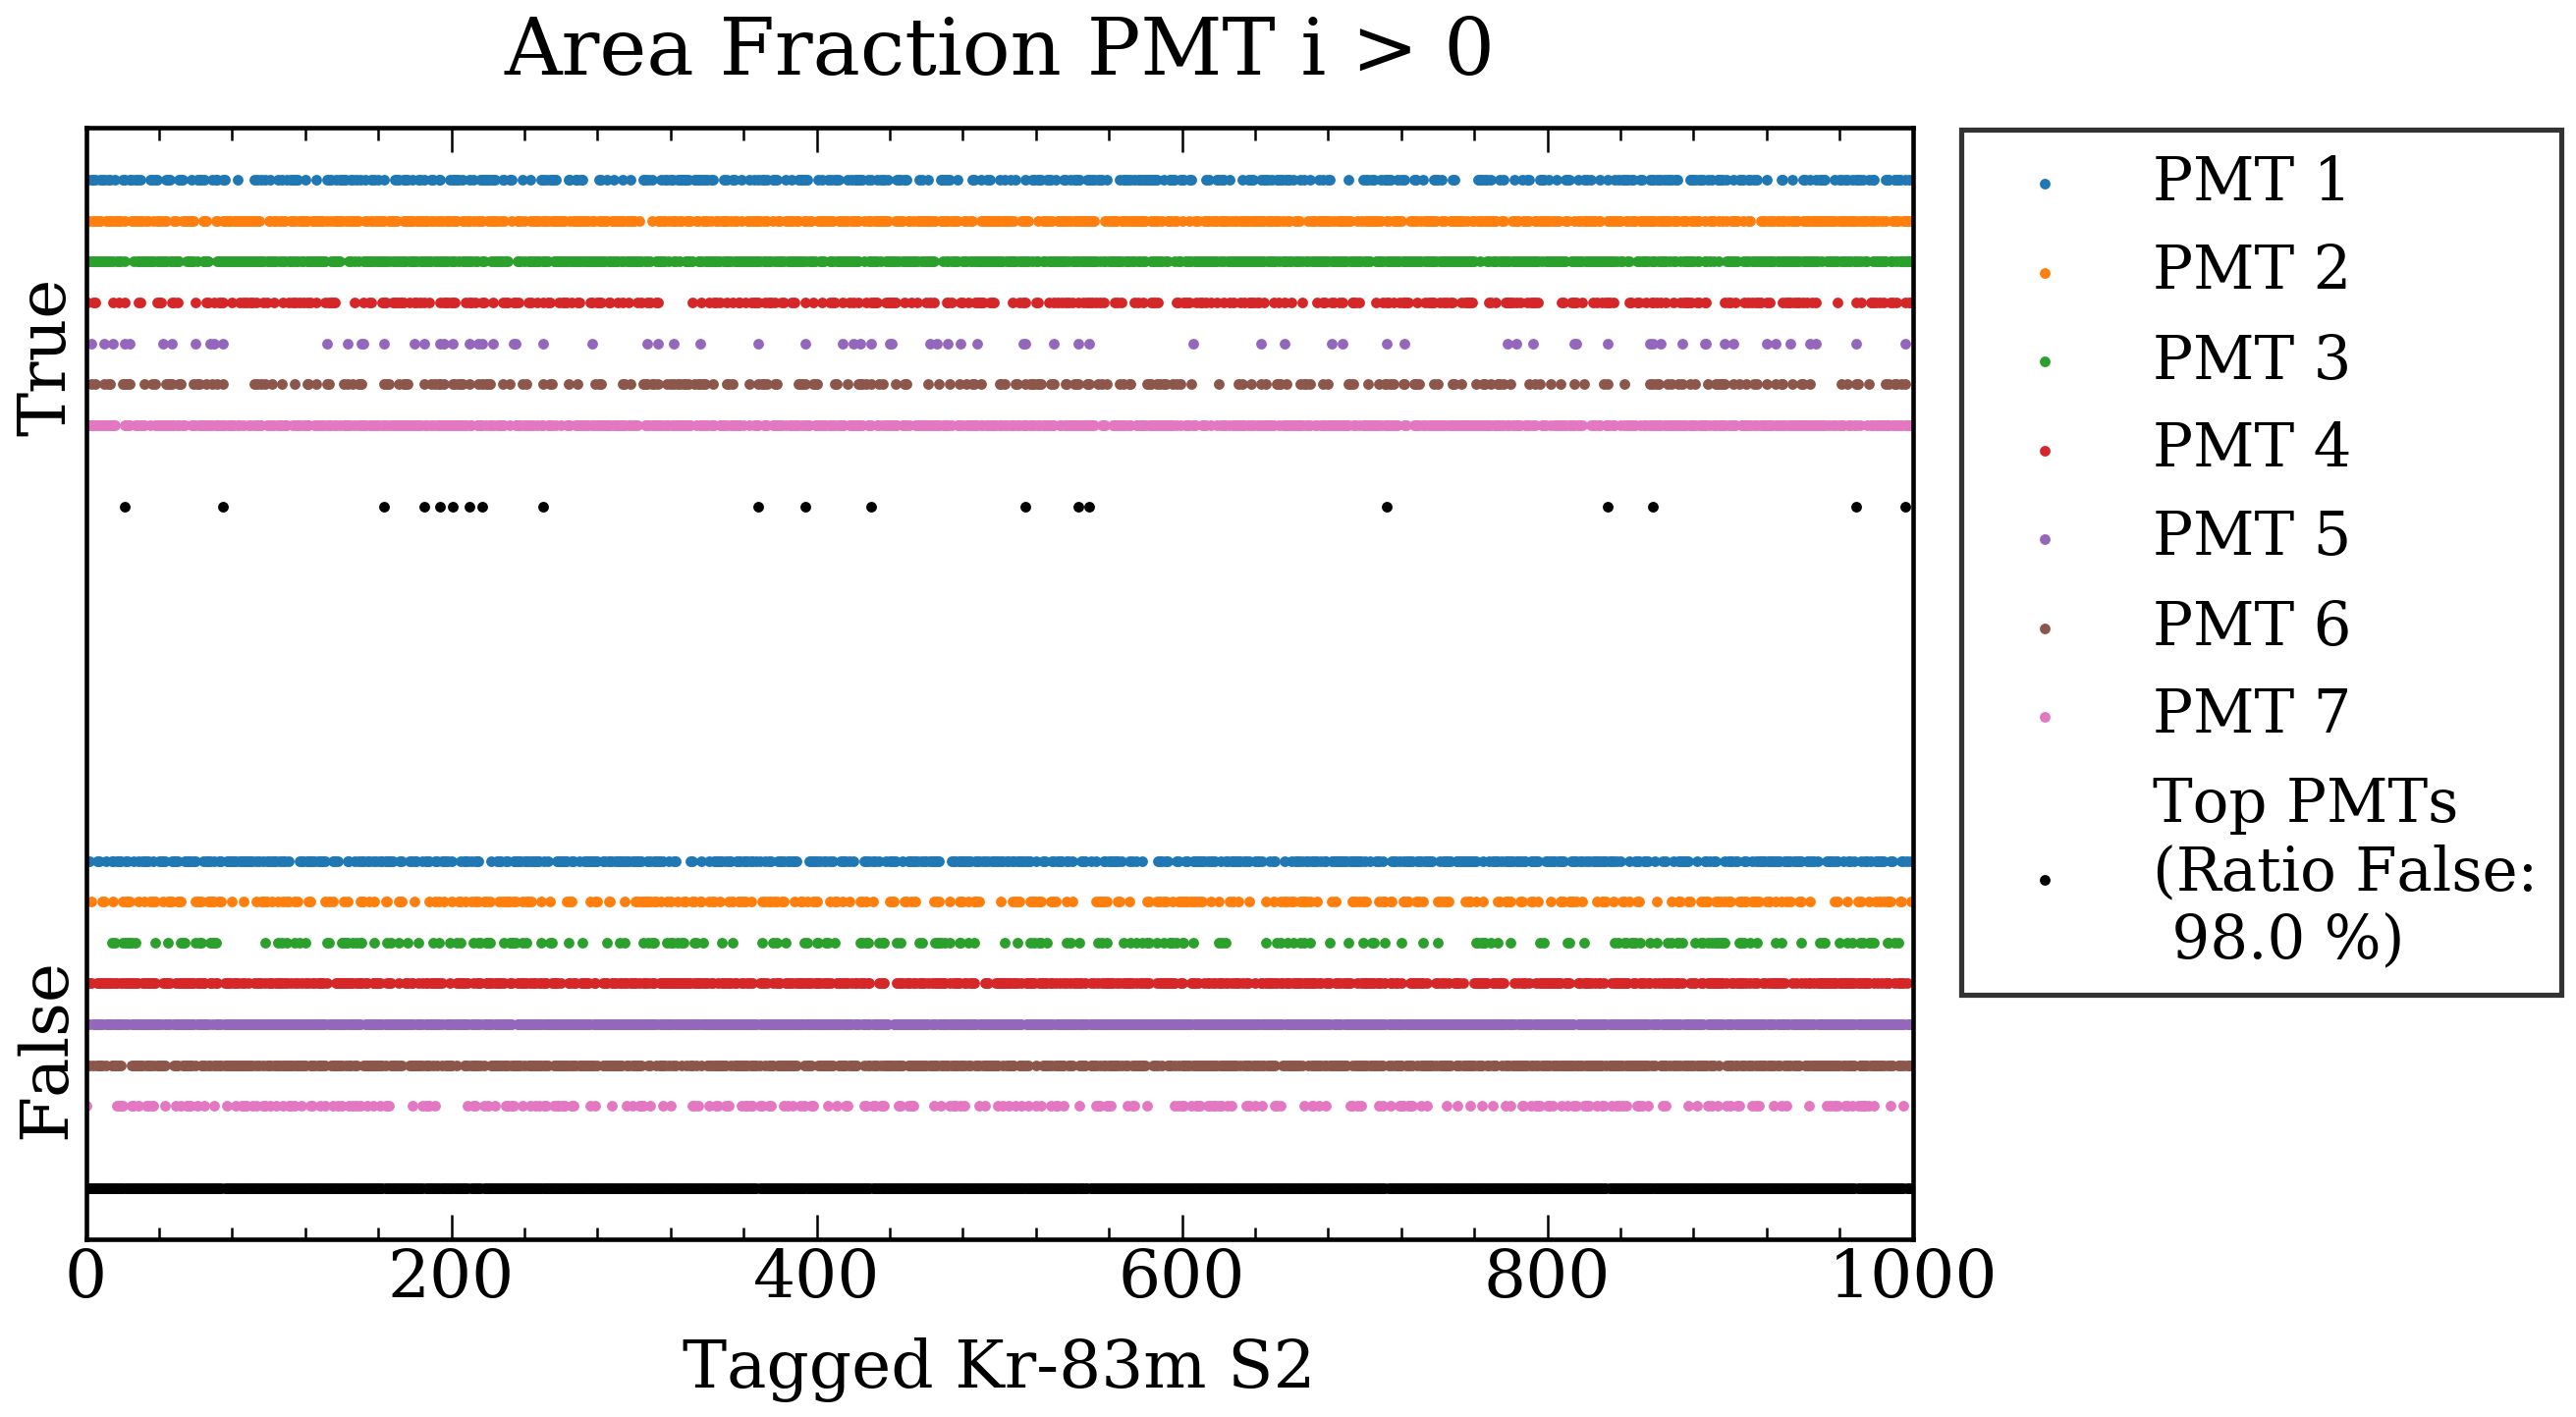 Area Fraction PMT i > 0
True
False
0
200
400
600
800
1000
Tagged Kr-83m S2
PMT 1
PMT 2
PMT 3
PMT 4
PMT 5
PMT 6
PMT 7
Top PMTs
(Ratio False:
98.0 %)